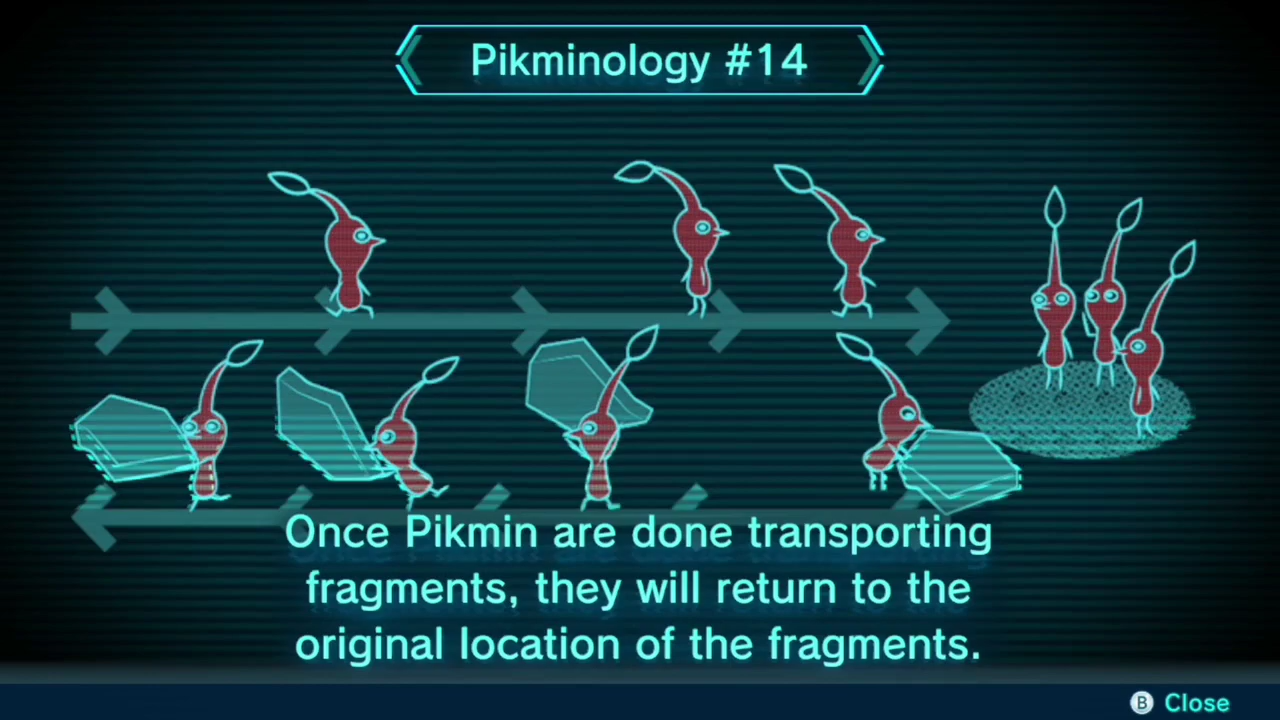 Pikminology #14
Once Pikmin are done transporting
fragments, they will return to the
original location of the fragments.
B Close